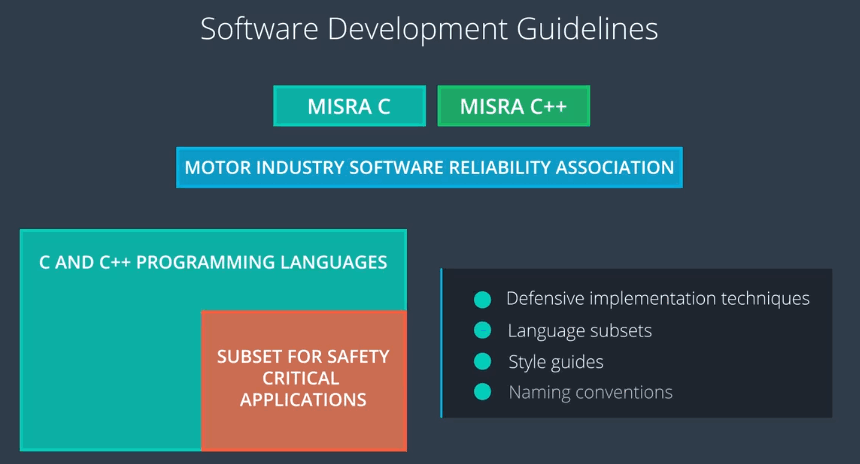 Software Development Guidelines
MISRA C
MISRA C++
MOTOR INDUSTRY SOFTWARE RELIABILITY ASSOCIATION
C AND C++ PROGRAMMING LANGUAGES
SUBSET FOR SAFETY
CRITICAL
APPLICATIONS
Defensive implementation techniques
Language subsets
Style guides
Naming conventions